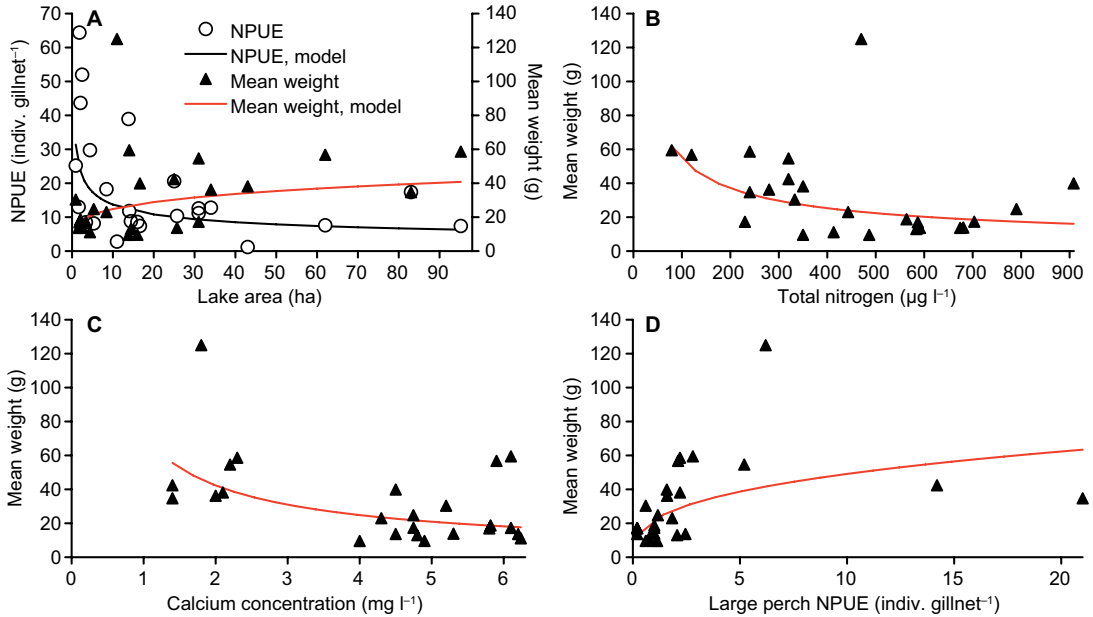 A
NPUE
NPUE, model
Mean weight
Mean weight, model
70
60
50
40
30
20
10
0
NPUE (indiv. gillnet⁻¹)
140
120
100
80
60
40
20
0
Mean weight (g)
0 10 20 30 40 50 60 70 80 90
Lake area (ha)
B
140
120
100
80
60
40
20
0
Mean weight (g)
0 100 200 300 400 500 600 700 800 900
Total nitrogen (µg l⁻¹)
C
140
120
100
80
60
40
20
0
Mean weight (g)
0 1 2 3 4 5 6
Calcium concentration (mg l⁻¹)
D
140
120
100
80
60
40
20
0
Mean weight (g)
0 5 10 15 20
Large perch NPUE (indiv. gillnet⁻¹)